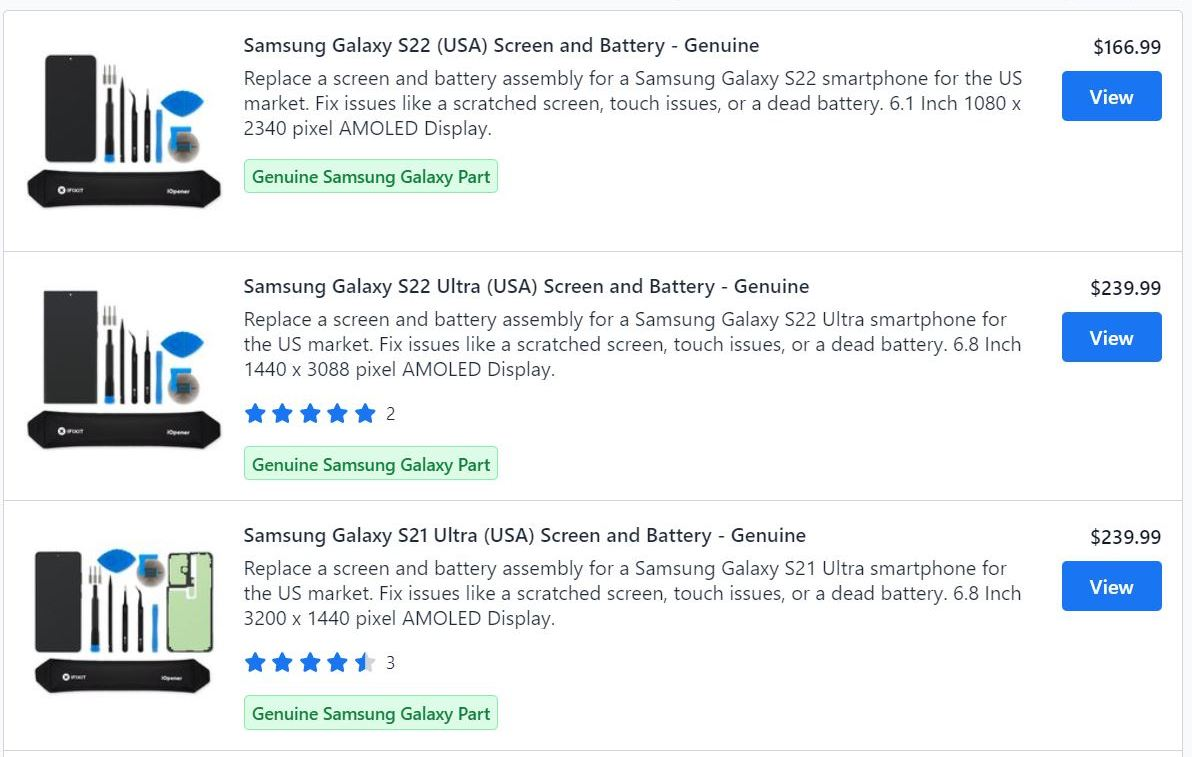 Samsung Galaxy S22 (USA) Screen and Battery - Genuine
$166.99
Replace a screen and battery assembly for a Samsung Galaxy S22 smartphone for the US
market. Fix issues like a scratched screen, touch issues, or a dead battery. 6.1 Inch 1080 x
2340 pixel AMOLED Display.
View
Genuine Samsung Galaxy Part
IFIXIT
iOpener
Samsung Galaxy S22 Ultra (USA) Screen and Battery - Genuine
$239.99
Replace a screen and battery assembly for a Samsung Galaxy S22 Ultra smartphone for
the US market. Fix issues like a scratched screen, touch issues, or a dead battery. 6.8 Inch
1440 x 3088 pixel AMOLED Display.
View
2
Genuine Samsung Galaxy Part
IFIXIT
iOpener
Samsung Galaxy S21 Ultra (USA) Screen and Battery - Genuine
$239.99
Replace a screen and battery assembly for a Samsung Galaxy S21 Ultra smartphone for
the US market. Fix issues like a scratched screen, touch issues, or a dead battery. 6.8 Inch
3200 x 1440 pixel AMOLED Display.
View
3
Genuine Samsung Galaxy Part
IFIXIT
iOpener